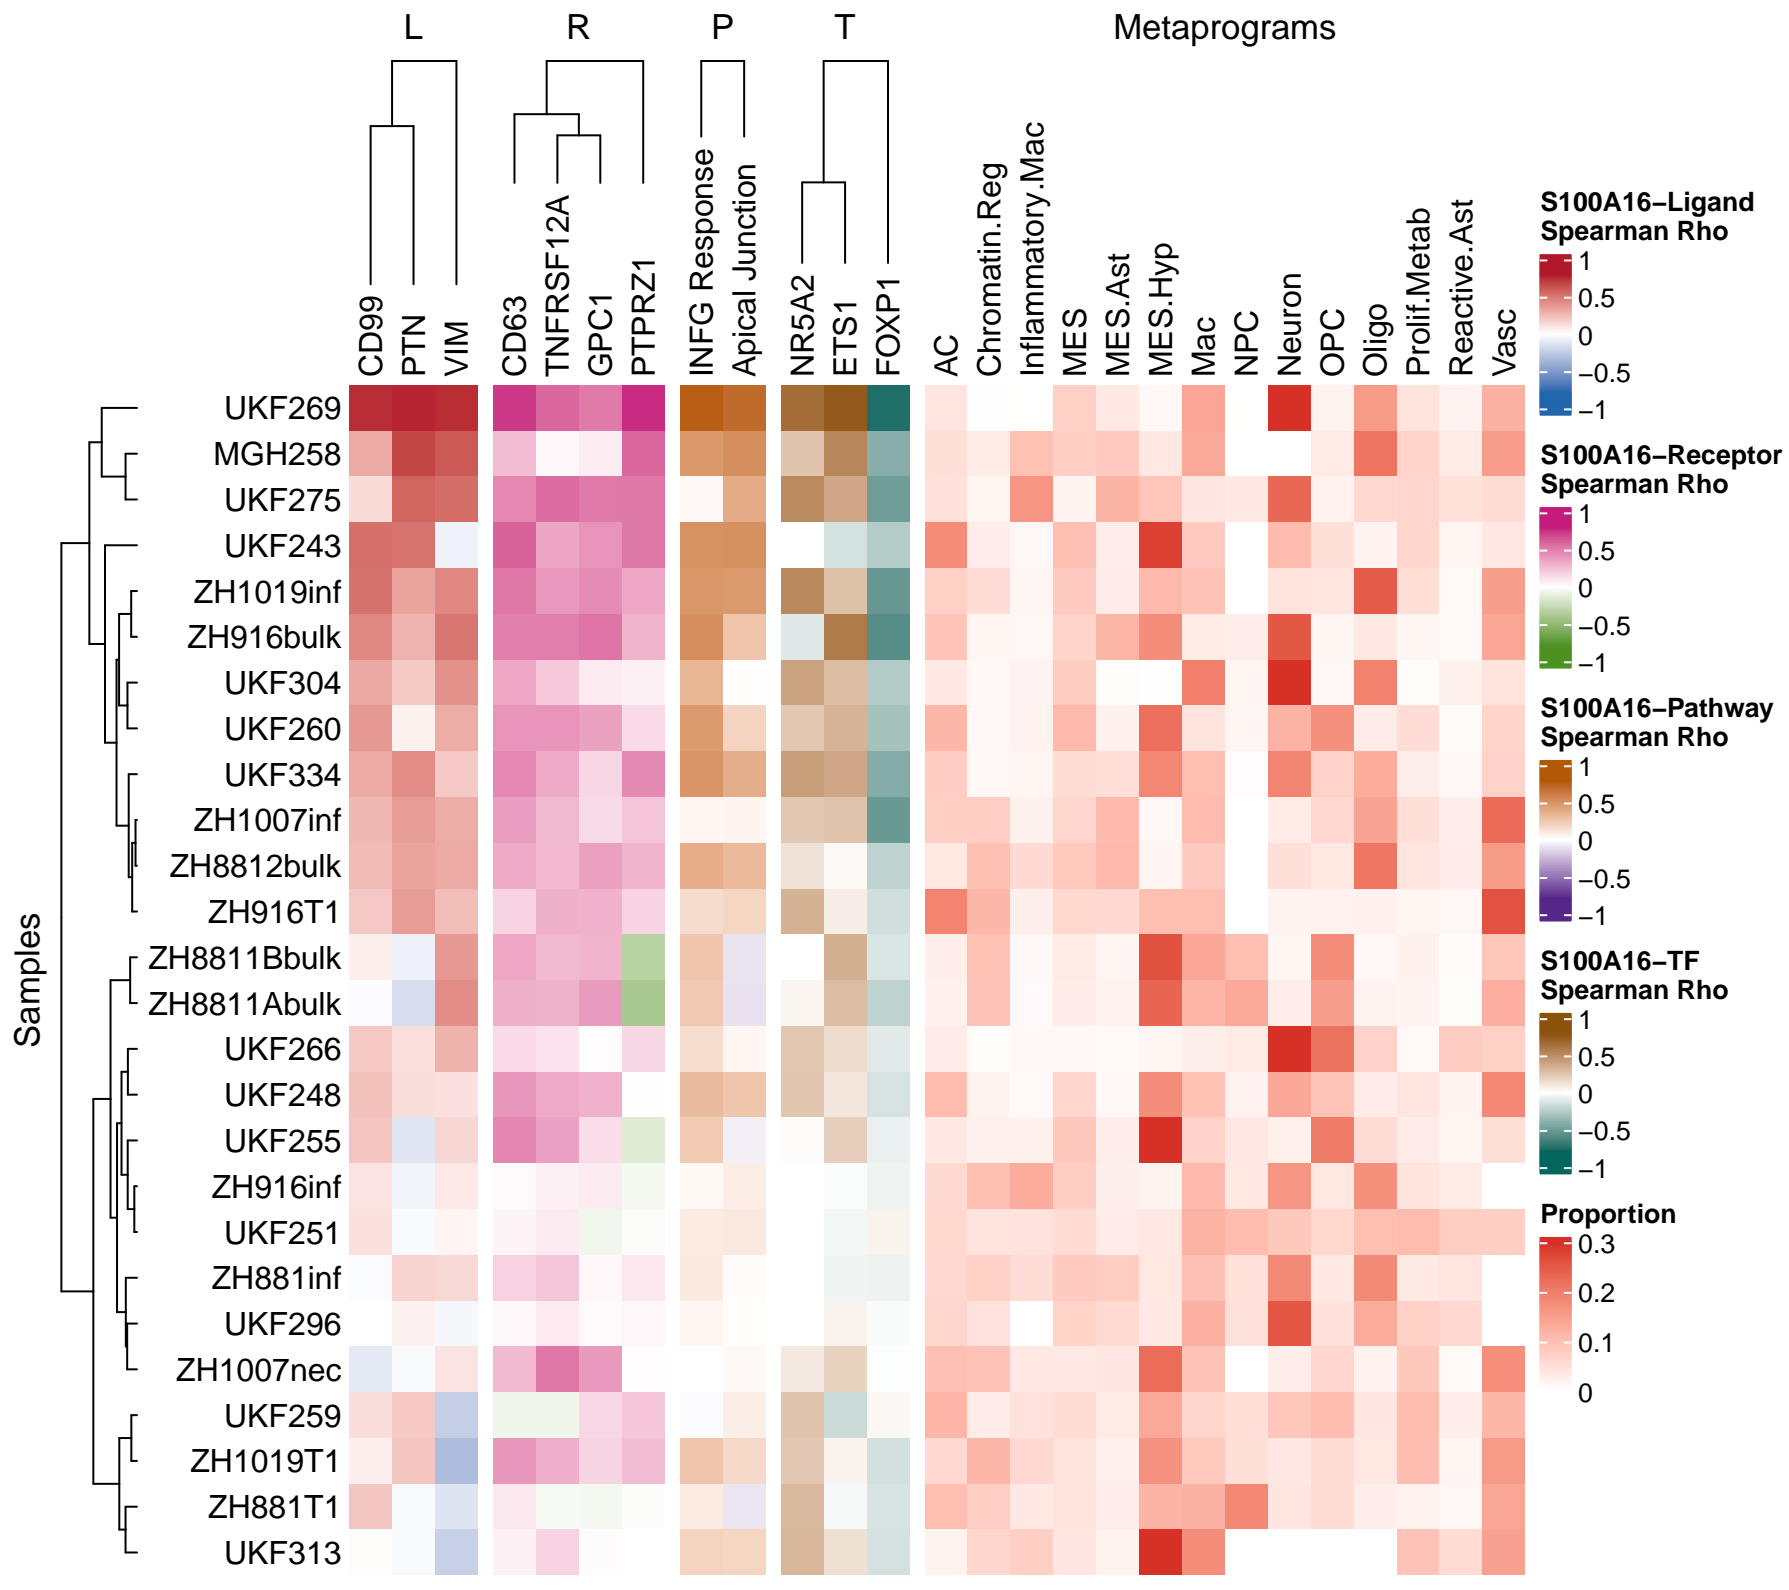 L R P T Metaprograms
CD99
PTN
VIM
CD63
TNFRSF12A
GPC1
PTPRZ1
INFG Response
Apical Junction
NR5A2
ETS1
FOXP1
AC
Chromatin.Reg
Inflammatory.Mac
MES
MES.Ast
MES.Hyp
Mac
NPC
Neuron
OPC
Oligo
Prolif.Metab
Reactive.Ast
Vasc
Samples
UKF269
MGH258
UKF275
UKF243
ZH1019inf
ZH916bulk
UKF304
UKF260
UKF334
ZH1007inf
ZH8812bulk
ZH916T1
ZH8811Bbulk
ZH8811Abulk
UKF266
UKF248
UKF255
ZH916inf
UKF251
ZH881inf
UKF296
ZH1007nec
UKF259
ZH1019T1
ZH881T1
UKF313
S100A16−Ligand
Spearman Rho
1
0.5
0
−0.5
−1
S100A16−Receptor
Spearman Rho
1
0.5
0
−0.5
−1
S100A16−Pathway
Spearman Rho
1
0.5
0
−0.5
−1
S100A16−TF
Spearman Rho
1
0.5
0
−0.5
−1
Proportion
0.3
0.2
0.1
0